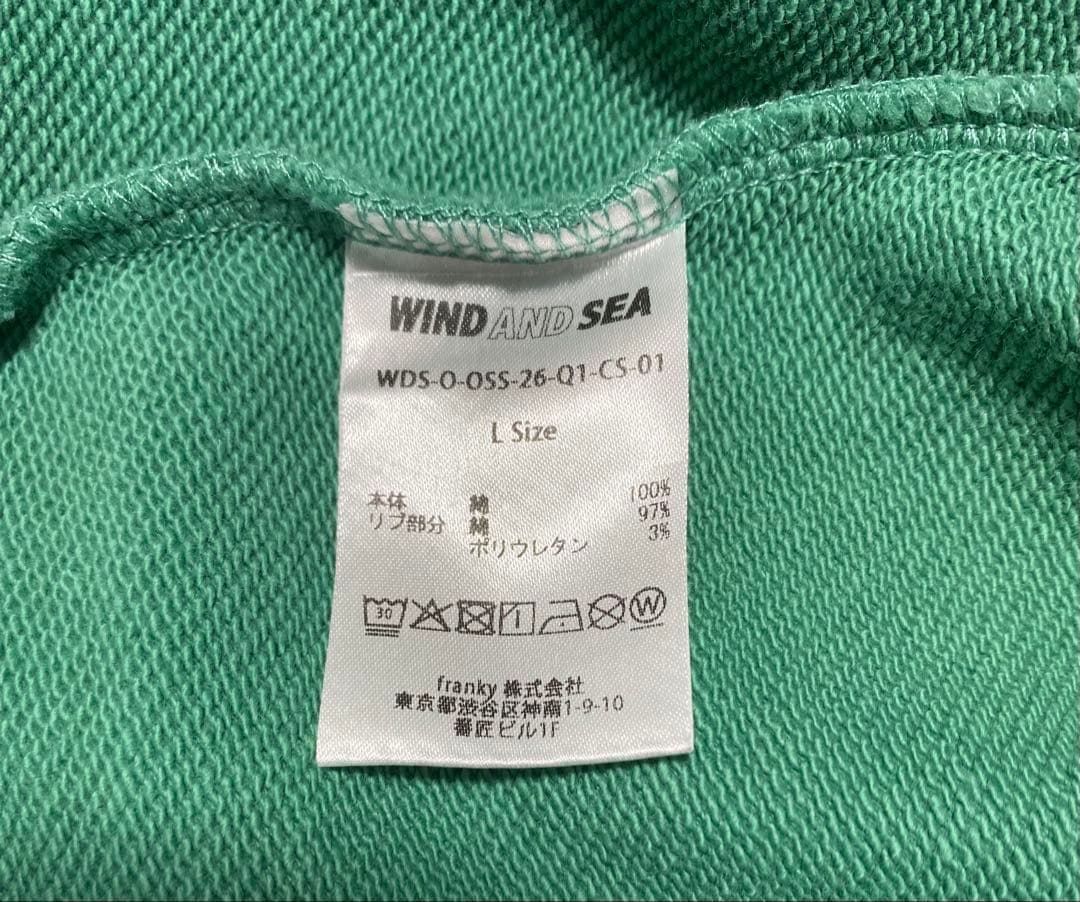 WIND AND SEA
WDS-O-OSS-26-Q1-CS-01
L Size
本体 綿 100%
リブ部分 綿 97%
ポリウレタン 3%
30
W
franky 株式会社
東京都渋谷区神南1-9-10
番匠ビル1F